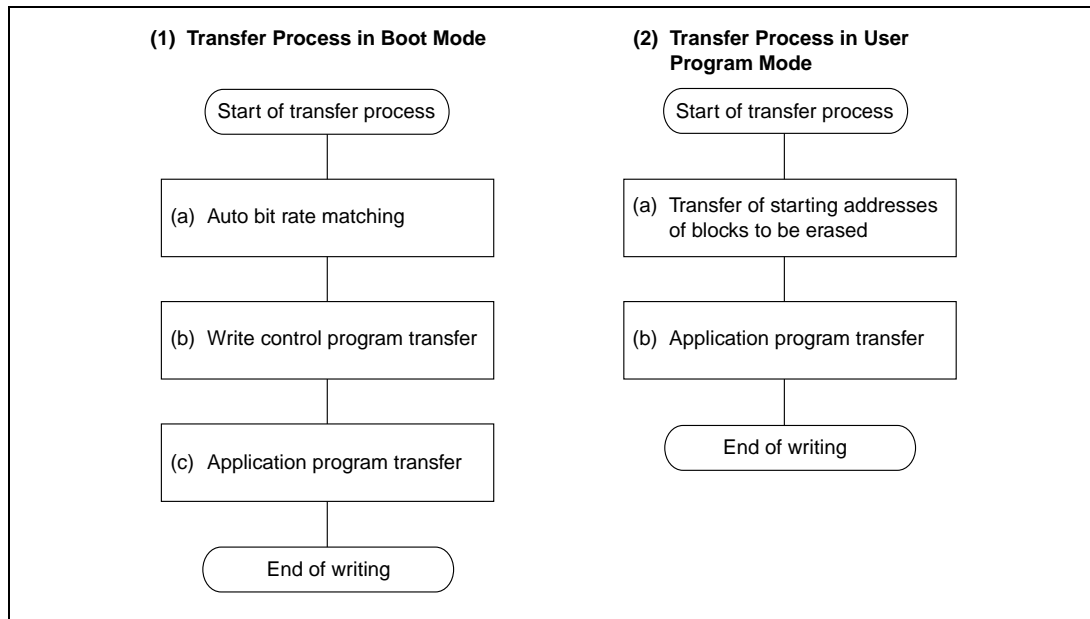 (1) Transfer Process in Boot Mode
Start of transfer process
(a) Auto bit rate matching
(b) Write control program transfer
(c) Application program transfer
End of writing
(2) Transfer Process in User
Program Mode
Start of transfer process
(a) Transfer of starting addresses
of blocks to be erased
(b) Application program transfer
End of writing